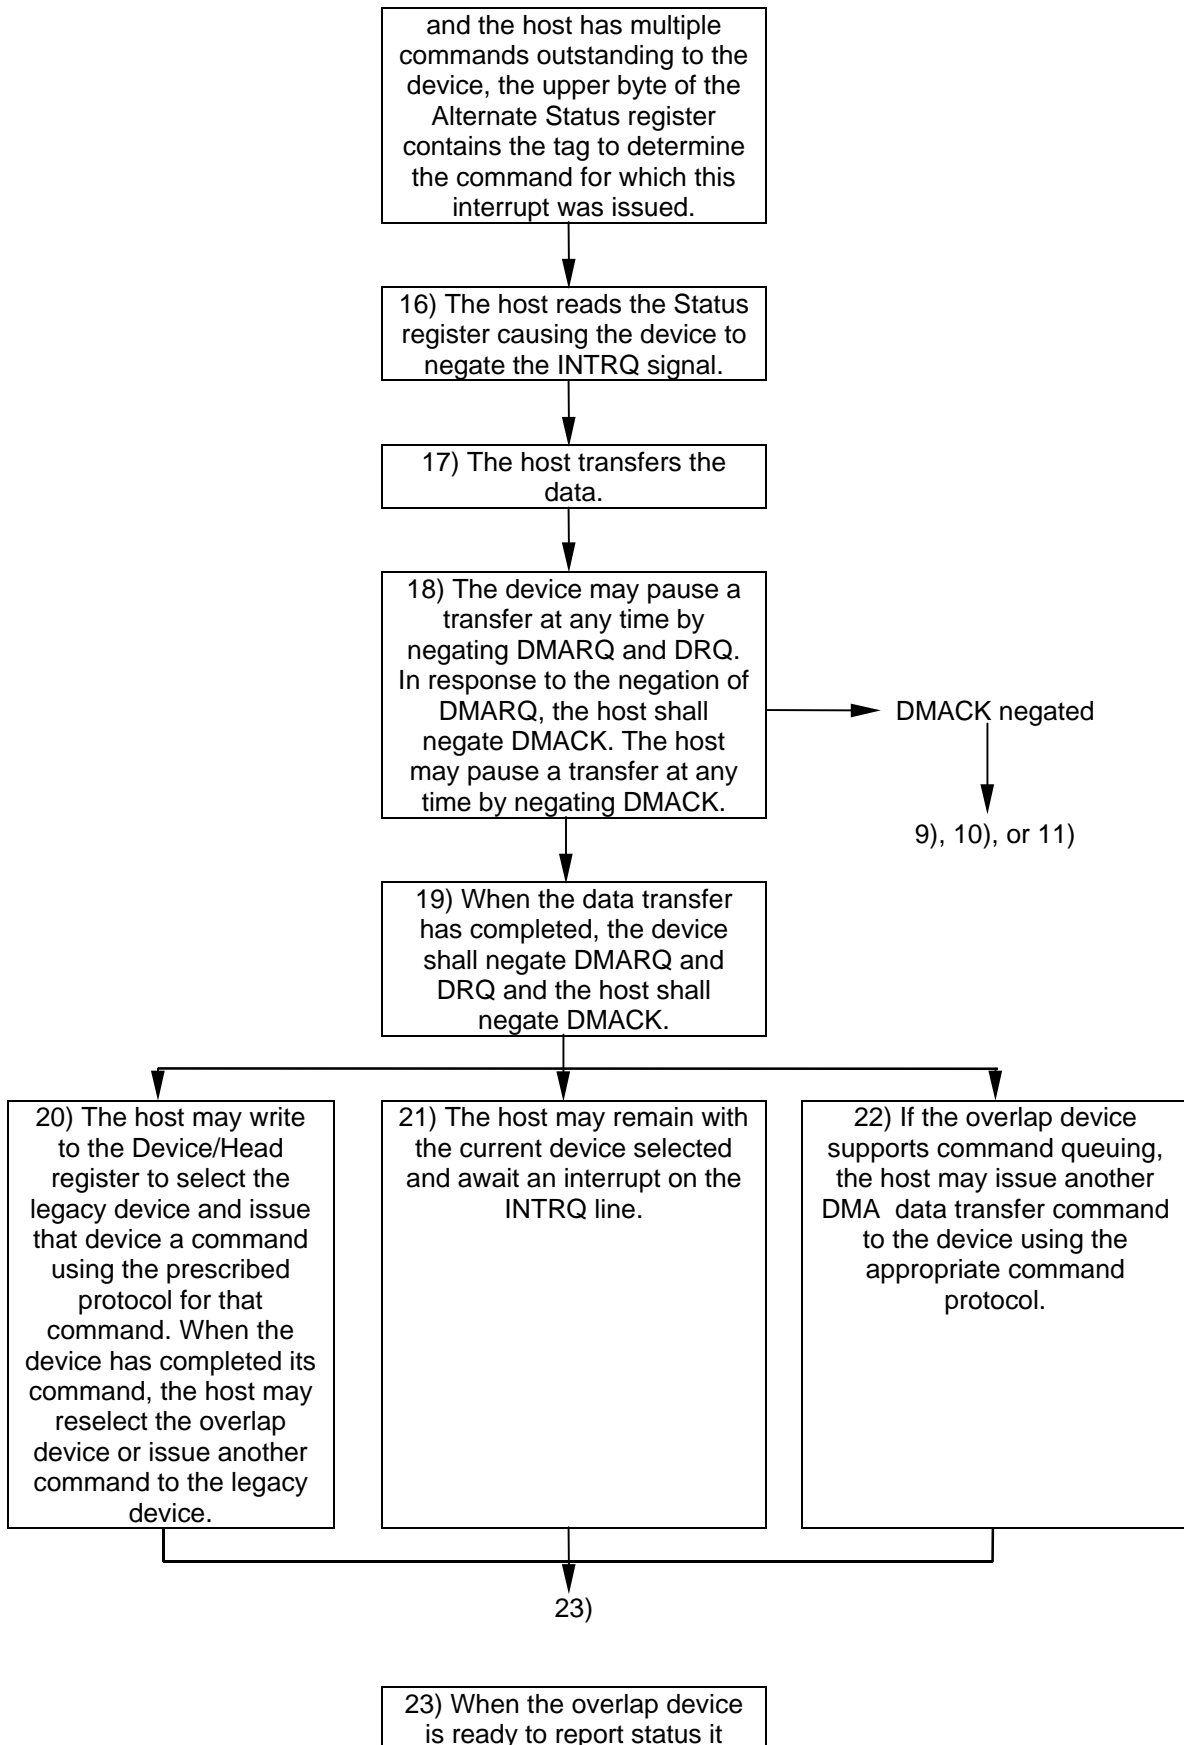 and the host has multiple
commands outstanding to the
device, the upper byte of the
Alternate Status register
contains the tag to determine
the command for which this
interrupt was issued.
16) The host reads the Status
register causing the device to
negate the INTRQ signal.
17) The host transfers the
data.
18) The device may pause a
transfer at any time by
negating DMARQ and DRQ.
In response to the negation of
DMARQ, the host shall
negate DMACK. The host
may pause a transfer at any
time by negating DMACK.
DMACK negated
9), 10), or 11)
19) When the data transfer
has completed, the device
shall negate DMARQ and
DRQ and the host shall
negate DMACK.
20) The host may write
to the Device/Head
register to select the
legacy device and issue
that device a command
using the prescribed
protocol for that
command. When the
device has completed its
command, the host may
reselect the overlap
device or issue another
command to the legacy
device.
21) The host may remain with
the current device selected
and await an interrupt on the
INTRQ line.
22) If the overlap device
supports command queuing,
the host may issue another
DMA  data transfer command
to the device using the
appropriate command
protocol.
23)
23) When the overlap device
is ready to report status it